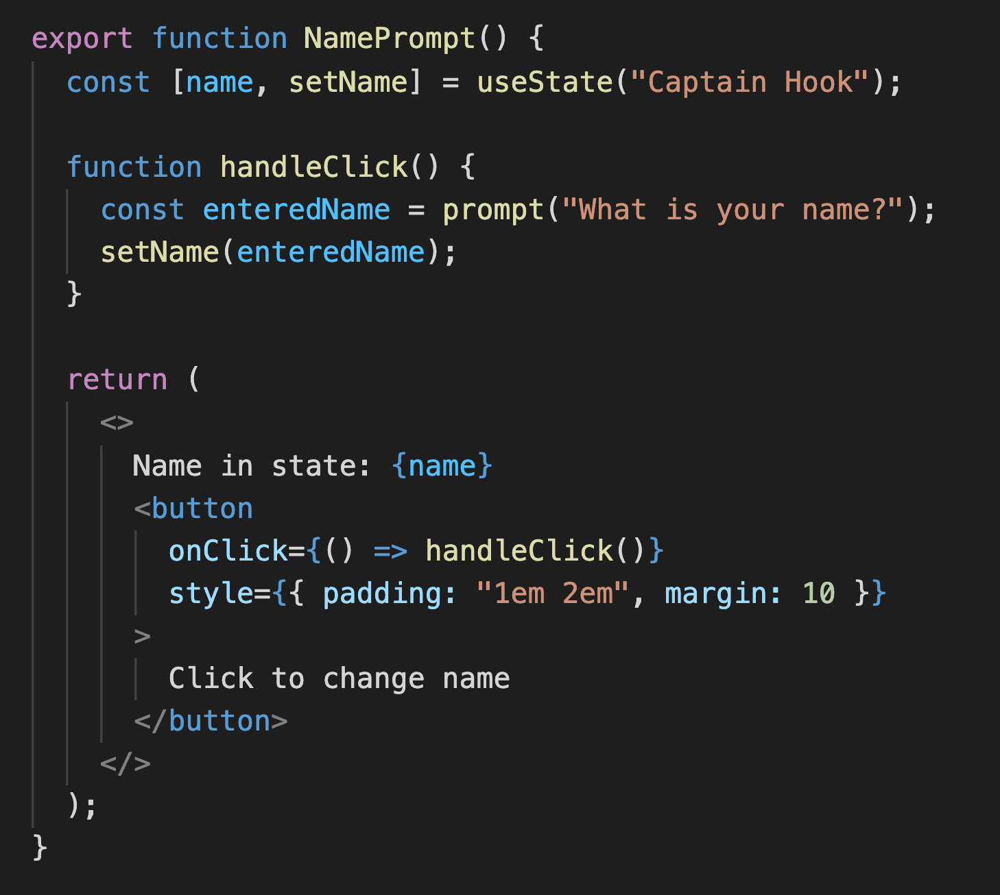 export function NamePrompt() {
  const [name, setName] = useState("Captain Hook");

  function handleClick() {
    const enteredName = prompt("What is your name?");
    setName(enteredName);
  }

  return (
    <>
      Name in state: {name}
      <button
        onClick={() => handleClick()}
        style={{ padding: "1em 2em", margin: 10 }}
      >
        Click to change name
      </button>
    </>
  );
}